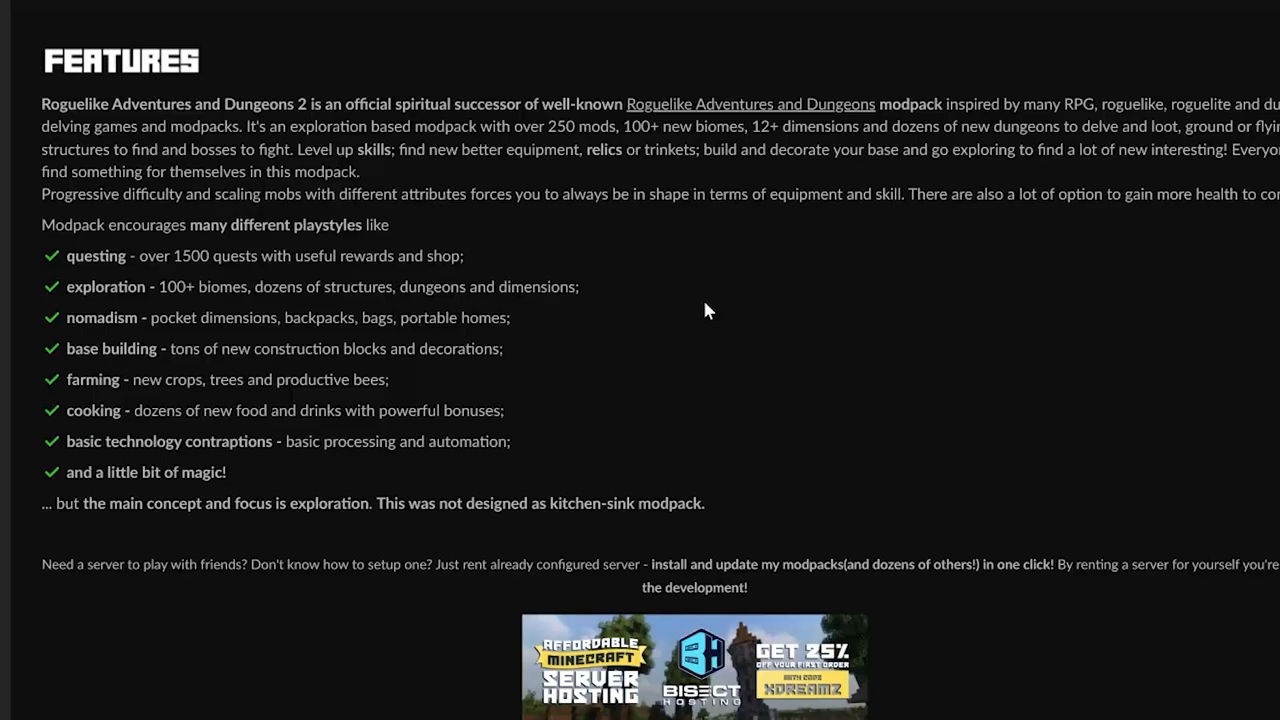 FEATURES
Roguelike Adventures and Dungeons 2 is an official spiritual successor of well-known Roguelike Adventures and Dungeons modpack inspired by many RPG, roguelike, roguelite and du
delving games and modpacks. It's an exploration based modpack with over 250 mods, 100+ new biomes, 12+ dimensions and dozens of new dungeons to delve and loot, ground or flyin
structures to find and bosses to fight. Level up skills; find new better equipment, relics or trinkets; build and decorate your base and go exploring to find a lot of new interesting! Everyo
find something for themselves in this modpack.
Progressive difficulty and scaling mobs with different attributes forces you to always be in shape in terms of equipment and skill. There are also a lot of option to gain more health to co
Modpack encourages many different playstyles like
questing - over 1500 quests with useful rewards and shop;
exploration - 100+ biomes, dozens of structures, dungeons and dimensions;
nomadism - pocket dimensions, backpacks, bags, portable homes;
base building - tons of new construction blocks and decorations;
farming - new crops, trees and productive bees;
cooking - dozens of new food and drinks with powerful bonuses;
basic technology contraptions - basic processing and automation;
and a little bit of magic!
... but the main concept and focus is exploration. This was not designed as kitchen-sink modpack.
Need a server to play with friends? Don't know how to setup one? Just rent already configured server - install and update my modpacks(and dozens of others!) in one click! By renting a server for yourself you're
the development!
AFFORDABLE
MINECRAFT
SERVER
HOSTING
BH
BISECT
HOSTING
GET 25%
OFF YOUR FIRST ORDER
WITH CODE
XDREAMZ